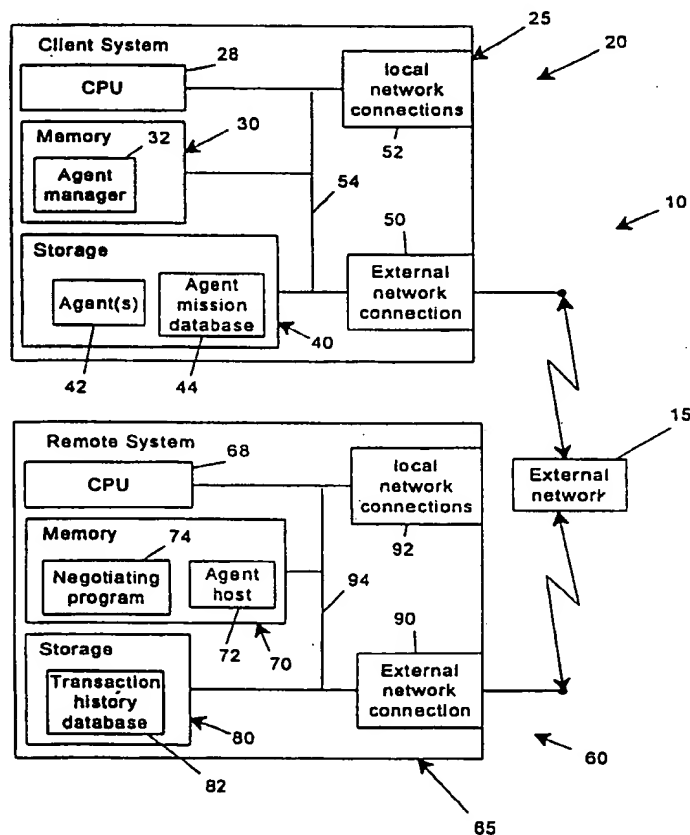 Client System
28
CPU
25
20
local
network
connections
52
Memory
32
30
Agent
manager
54
10
50
Storage
Agent(s)
Agent
mission
database
External
network
connection
42
44
40
Remote System
68
CPU
local
network
connections
92
15
External
network
Memory
74
Negotiating
program
Agent
host
72
70
94
90
Storage
Transaction
history
database
82
80
External
network
connection
60
65